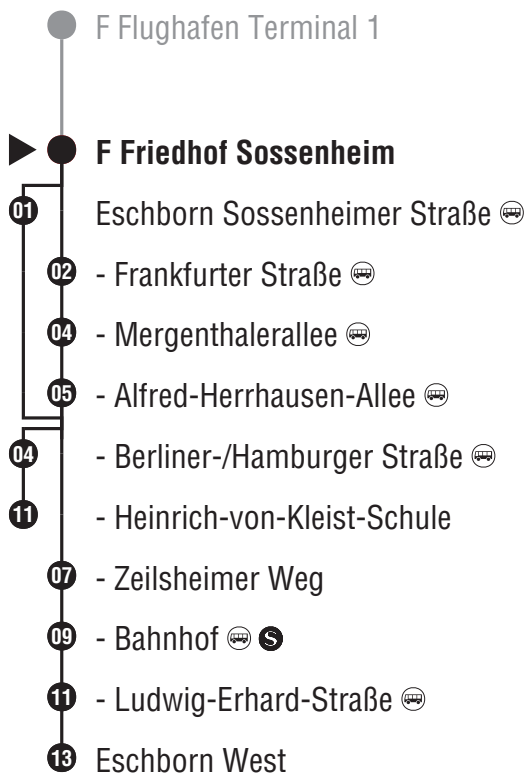 F Flughafen Terminal 1
F Friedhof Sossenheim
01 Eschborn Sossenheimer Straße
02 - Frankfurter Straße
04 - Mergenthalerallee
05 - Alfred-Herrhausen-Allee
04 - Berliner-/Hamburger Straße
11 - Heinrich-von-Kleist-Schule
07 - Zeilsheimer Weg
09 - Bahnhof S
11 - Ludwig-Erhard-Straße
13 Eschborn West